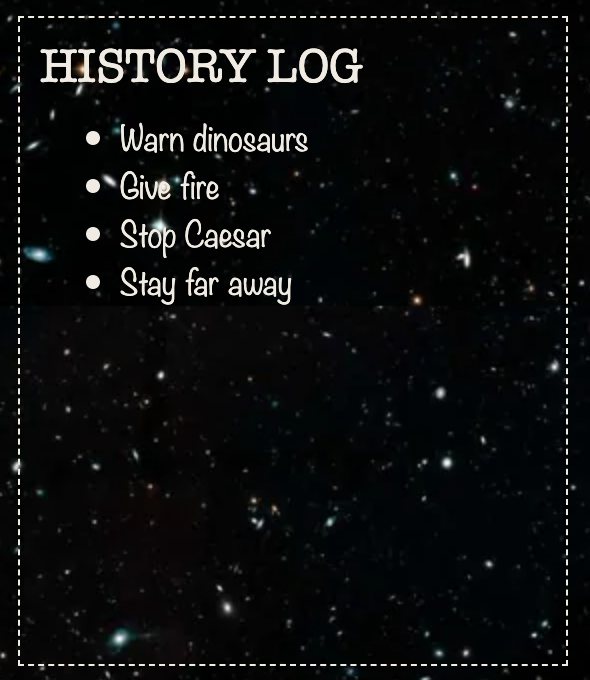 HISTORY LOG
• Warn dinosaurs
• Give fire
• Stop Caesar
• Stay far away